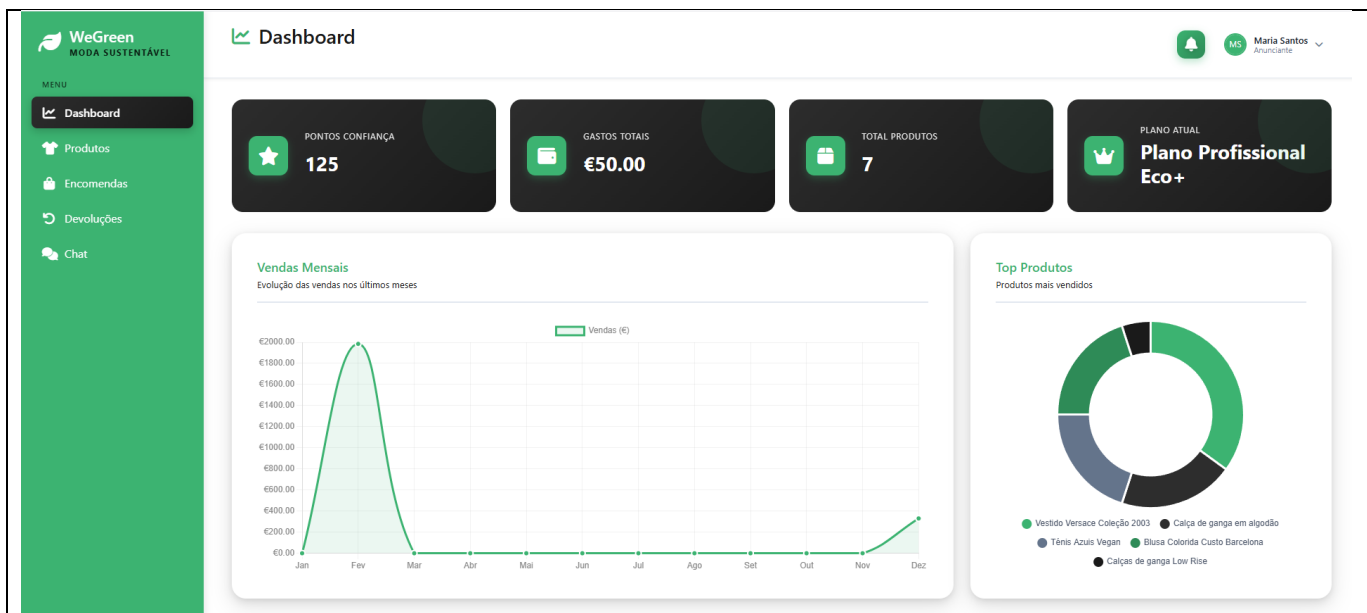 WeGreen
MODA SUSTENTÁVEL
MENU
Dashboard
Produtos
Encomendas
Devoluções
Chat
Dashboard
MS
Maria Santos
Anunciante
PONTOS CONFIANÇA
125
GASTOS TOTAIS
€50.00
TOTAL PRODUTOS
7
PLANO ATUAL
Plano Profissional
Eco+
Vendas Mensais
Evolução das vendas nos últimos meses
Vendas (€)
€2000.00
€1800.00
€1600.00
€1400.00
€1200.00
€1000.00
€800.00
€600.00
€400.00
€200.00
€0.00
Jan Fev Mar Abr Mai Jun Jul Ago Set Out Nov Dez
Top Produtos
Produtos mais vendidos
Vestido Versace Coleção 2003 Calça de ganga em algodão
Tênis Azuis Vegan Blusa Colorida Custo Barcelona
Calças de ganga Low Rise